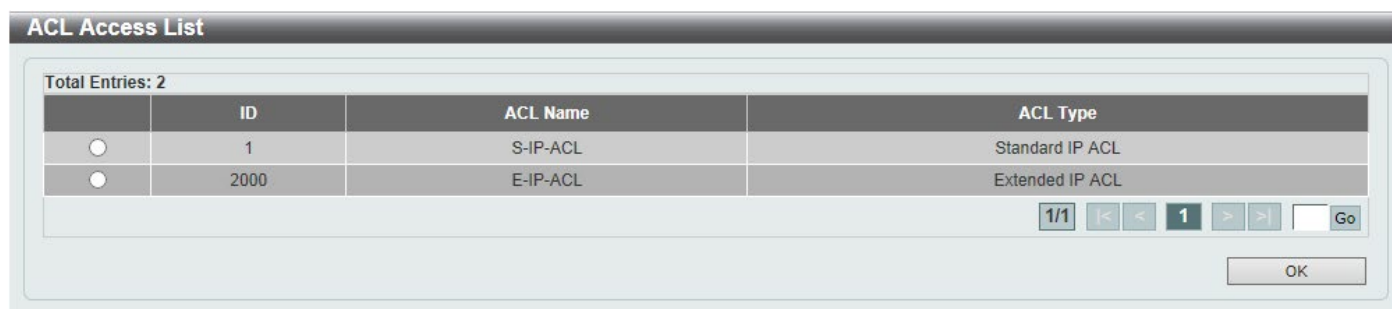 ACL Access List
Total Entries: 2
ID ACL Name ACL Type
1 S-IP-ACL Standard IP ACL
2000 E-IP-ACL Extended IP ACL
1/1 |< < 1 > >| Go
OK